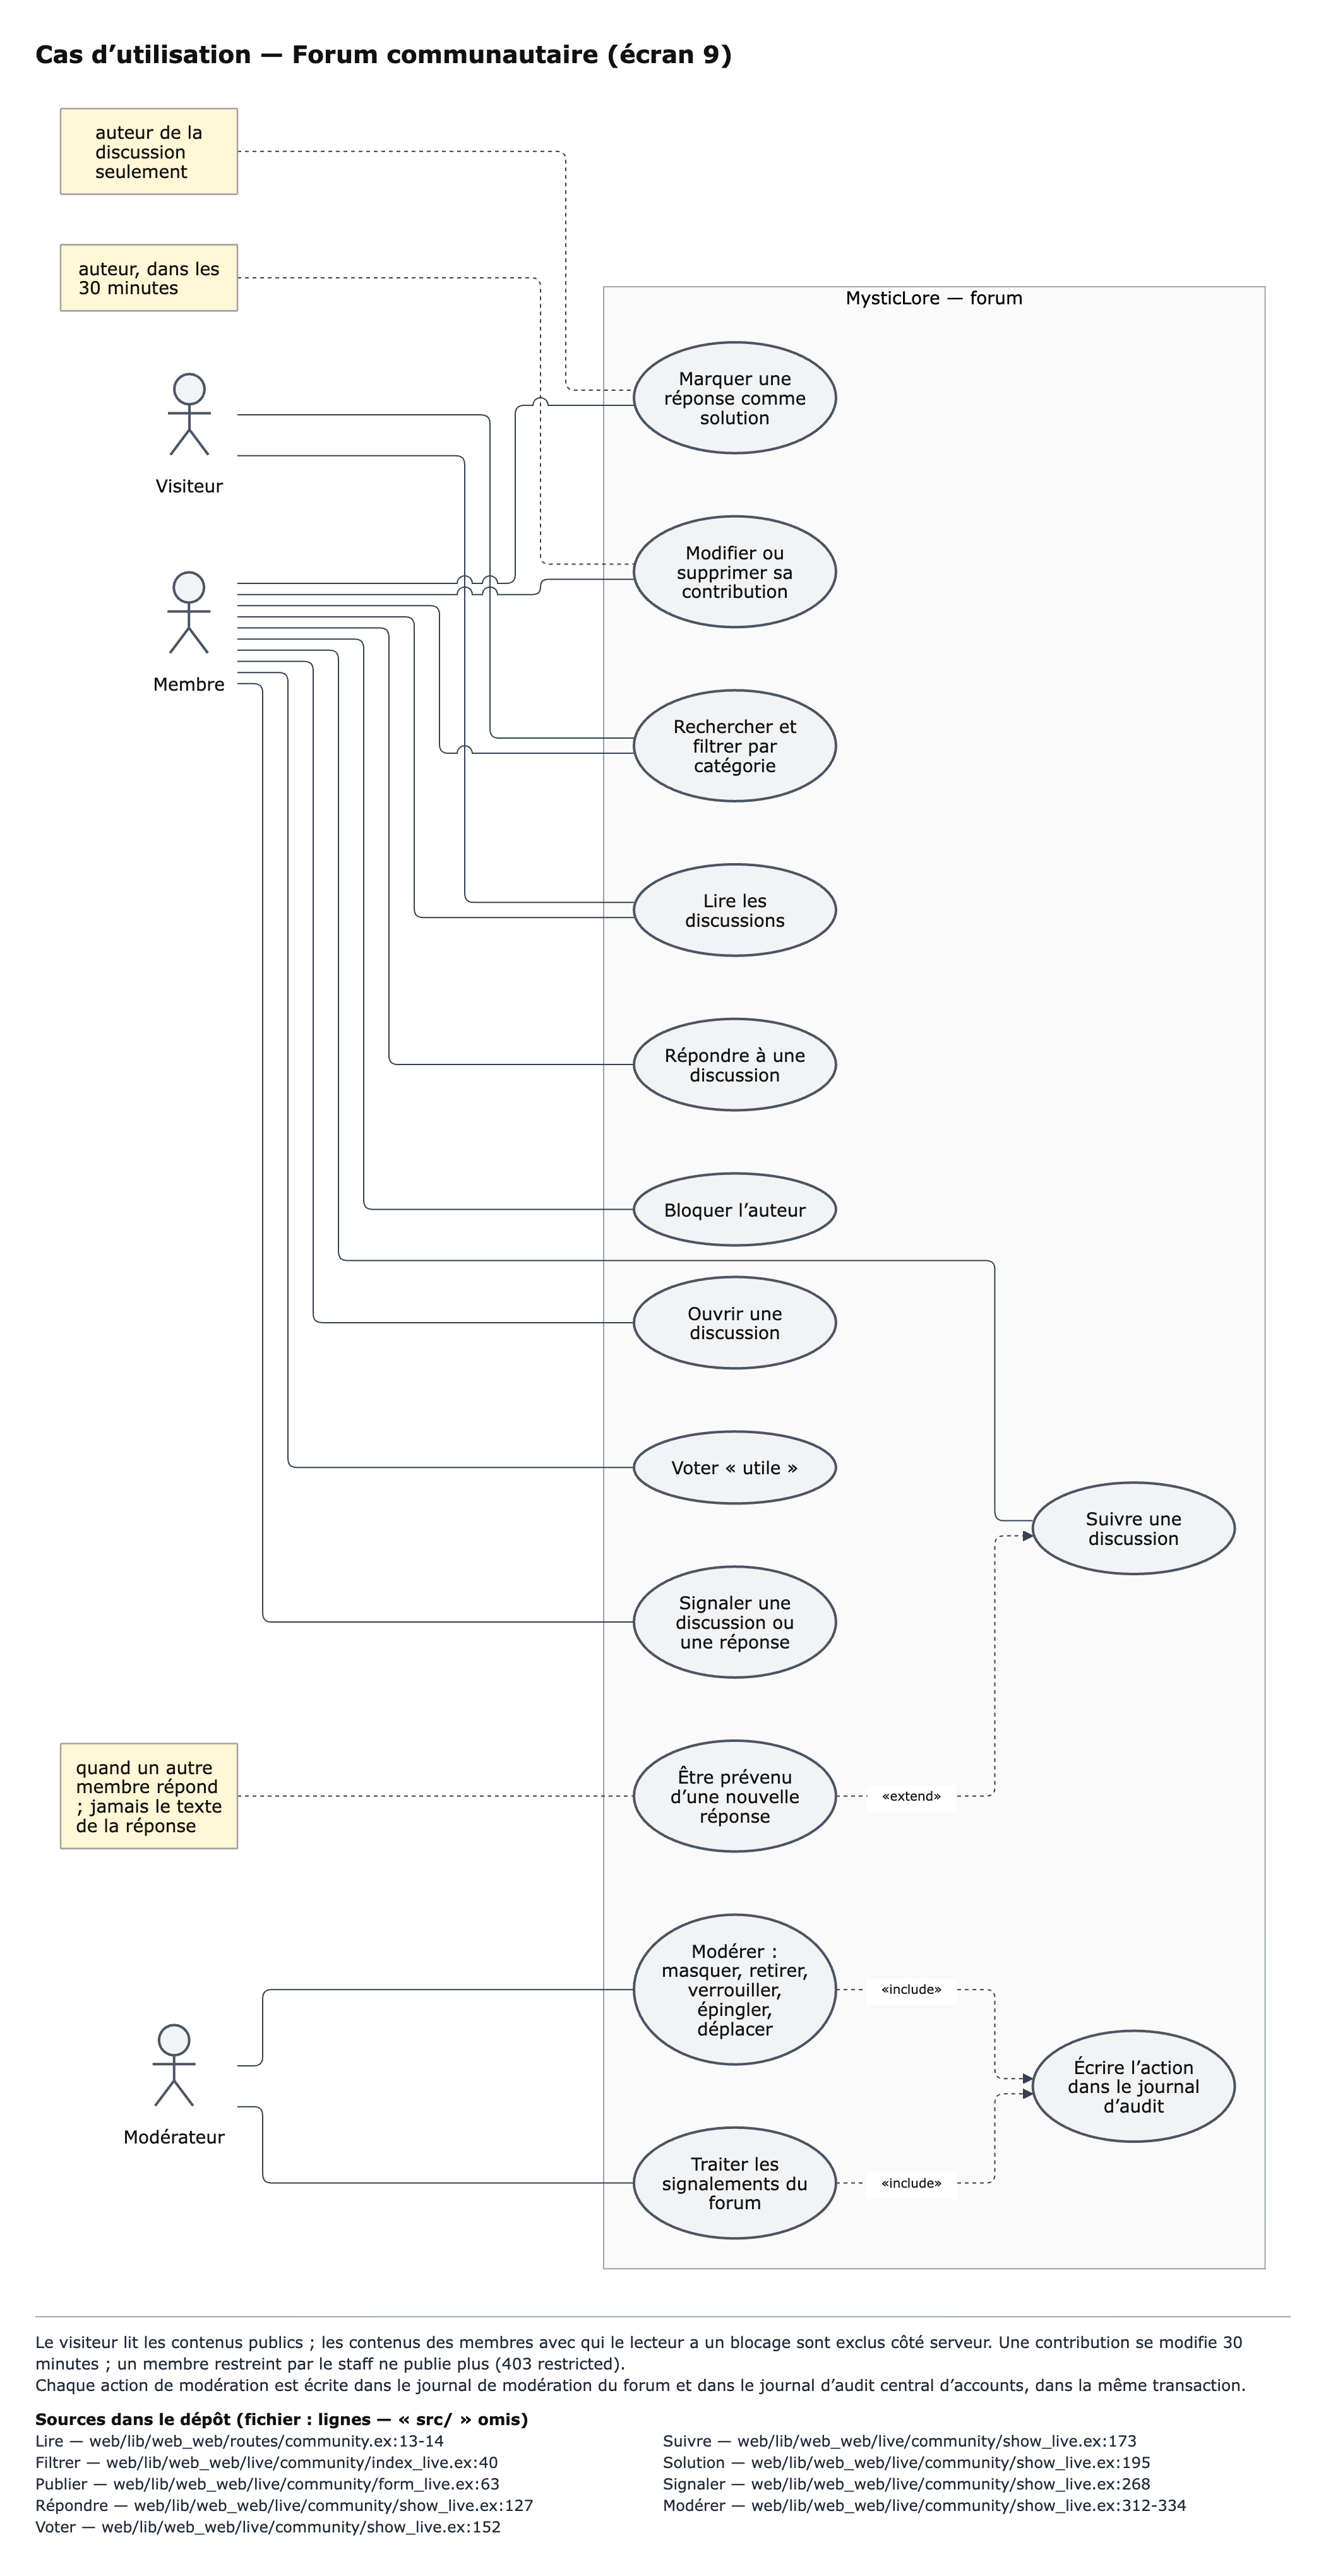 Cas d’utilisation — Forum communautaire (écran 9)
auteur de la
discussion
seulement
auteur, dans les
30 minutes
MysticLore — forum
Marquer une
réponse comme
solution
Visiteur
Modifier ou
supprimer sa
contribution
Membre
Rechercher et
filtrer par
catégorie
Lire les
discussions
Répondre à une
discussion
Bloquer l’auteur
Ouvrir une
discussion
Voter « utile »
Suivre une
discussion
Signaler une
discussion ou
une réponse
quand un autre
membre répond
; jamais le texte
de la réponse
Être prévenu
d’une nouvelle
réponse
«extend»
Modérer :
masquer, retirer,
verrouiller,
épingler,
déplacer
«include»
Modérateur
Écrire l’action
dans le journal
d’audit
Traiter les
signalements du
forum
«include»
Le visiteur lit les contenus publics ; les contenus des membres avec qui le lecteur a un blocage sont exclus côté serveur. Une contribution se modifie 30
minutes ; un membre restreint par le staff ne publie plus (403 restricted).
Chaque action de modération est écrite dans le journal de modération du forum et dans le journal d’audit central d’accounts, dans la même transaction.
Sources dans le dépôt (fichier : lignes — « src/ » omis)
Lire — web/lib/web_web/routes/community.ex:13-14
Filtrer — web/lib/web_web/live/community/index_live.ex:40
Publier — web/lib/web_web/live/community/form_live.ex:63
Répondre — web/lib/web_web/live/community/show_live.ex:127
Voter — web/lib/web_web/live/community/show_live.ex:152
Suivre — web/lib/web_web/live/community/show_live.ex:173
Solution — web/lib/web_web/live/community/show_live.ex:195
Signaler — web/lib/web_web/live/community/show_live.ex:268
Modérer — web/lib/web_web/live/community/show_live.ex:312-334